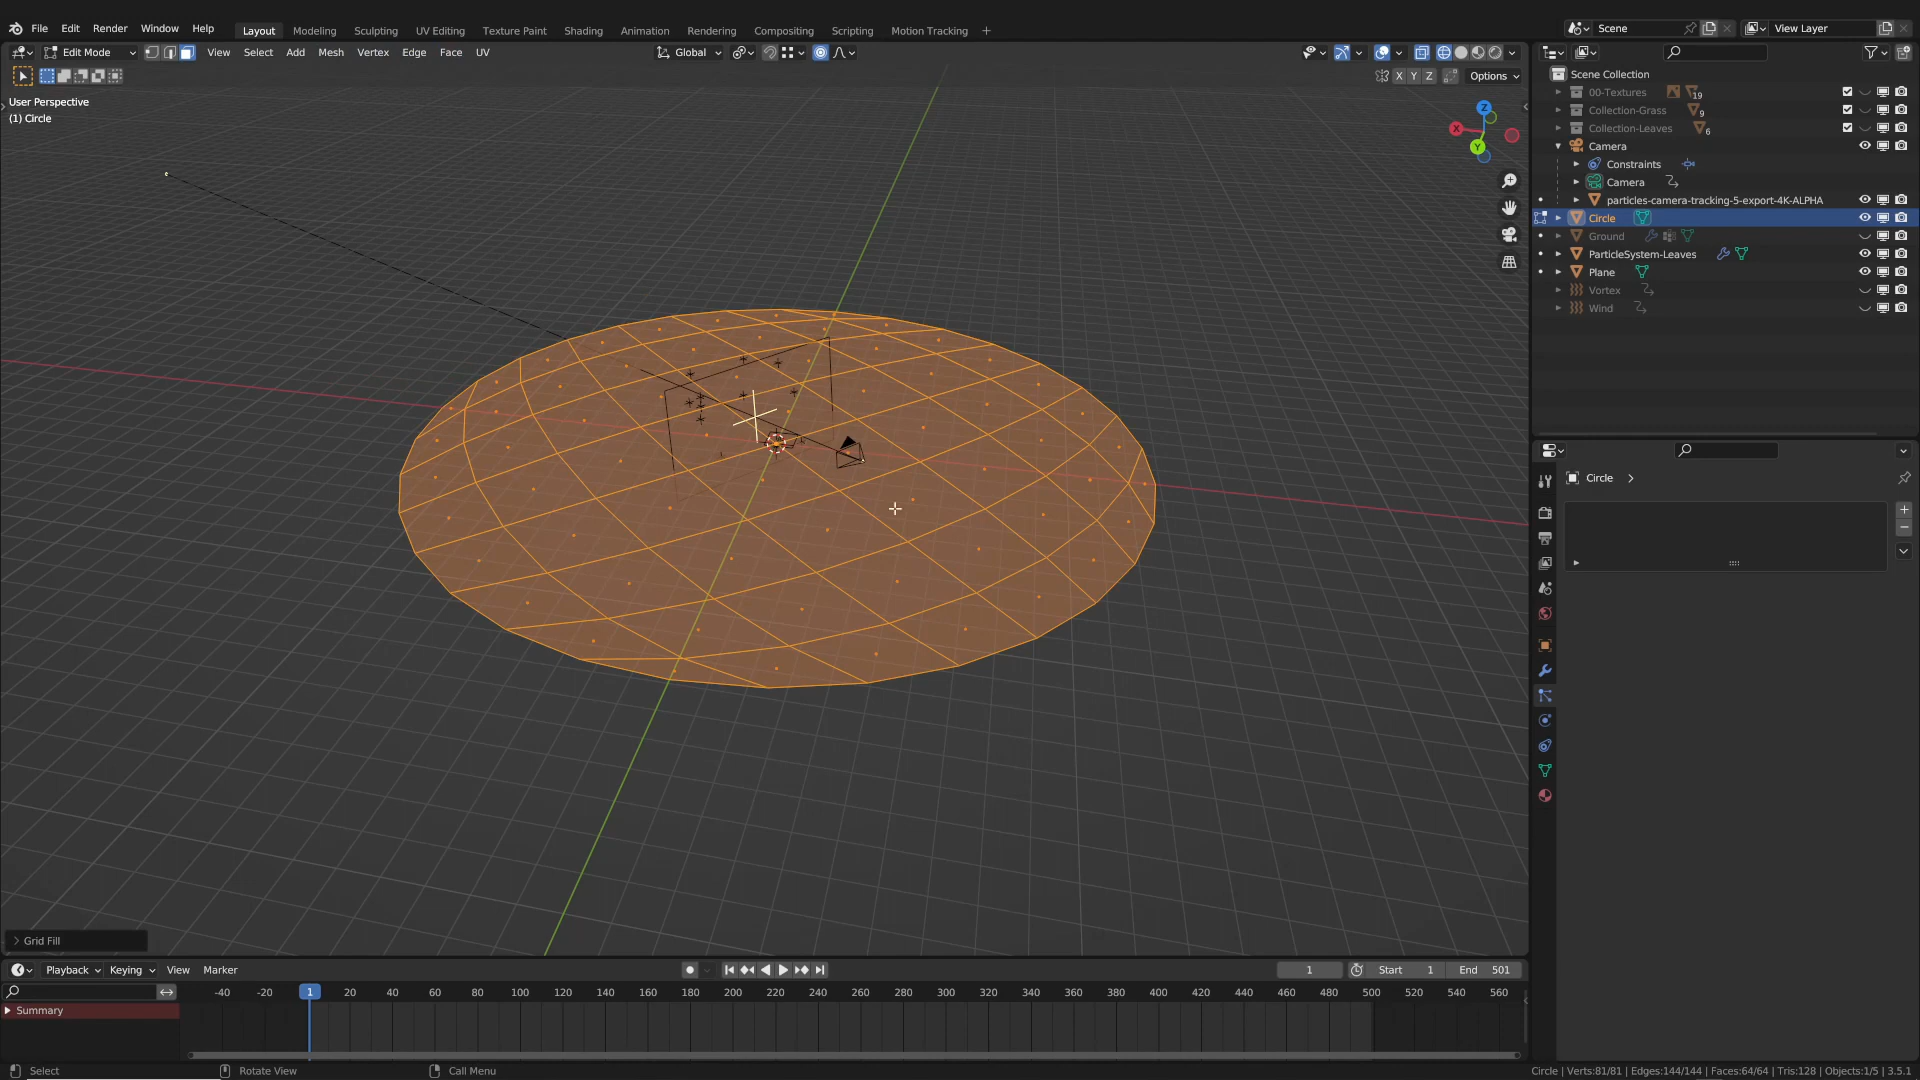 File Edit Render Window Help Layout Modeling Sculpting UV Editing Texture Paint Shading Animation Rendering Compositing Scripting Motion Tracking + Scene View Layer
Edit Mode View Select Add Mesh Vertex Edge Face UV Global
X Y Z Options
User Perspective
(1) Circle
Z
X
Y
Scene Collection
00-Textures 19
Collection-Grass 9
Collection-Leaves 6
Camera
Constraints
Camera
particles-camera-tracking-5-export-4K-ALPHA
Circle
Ground
ParticleSystem-Leaves
Plane
Vortex
Wind
Circle
Grid Fill
Playback Keying View Marker 1 Start 1 End 501
-40 -20 1 20 40 60 80 100 120 140 160 180 200 220 240 260 280 300 320 340 360 380 400 420 440 460 480 500 520 540 560
Summary
Select Rotate View Call Menu Circle | Verts:81/81 | Edges:144/144 | Faces:64/64 | Tris:128 | Objects:1/5 | 3.5.1